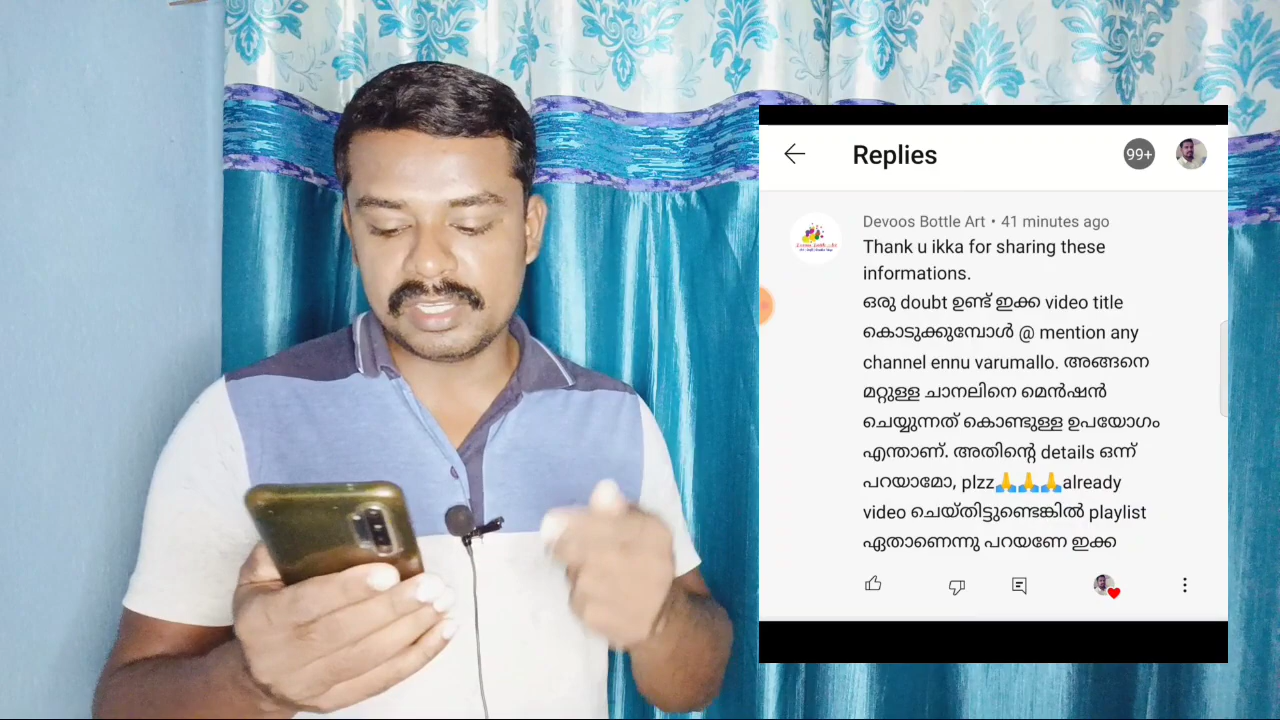 Replies
99+
Devoos Bottle Art • 41 minutes ago
Thank u ikka for sharing these
informations.
ഒരു doubt ഉണ്ട് ഇക്ക video title
കൊടുക്കുമ്പോൾ @ mention any
channel ennu varumallo. അങ്ങനെ
മറ്റുള്ള ചാനലിനെ മെൻഷൻ
ചെയ്യുന്നത് കൊണ്ടുള്ള ഉപയോഗം
എന്താണ്. അതിന്റെ details ഒന്ന്
പറയാമോ, plzz🙏🙏🙏already
video ചെയ്തിട്ടുണ്ടെങ്കിൽ playlist
ഏതാണെന്നു പറയണേ ഇക്ക